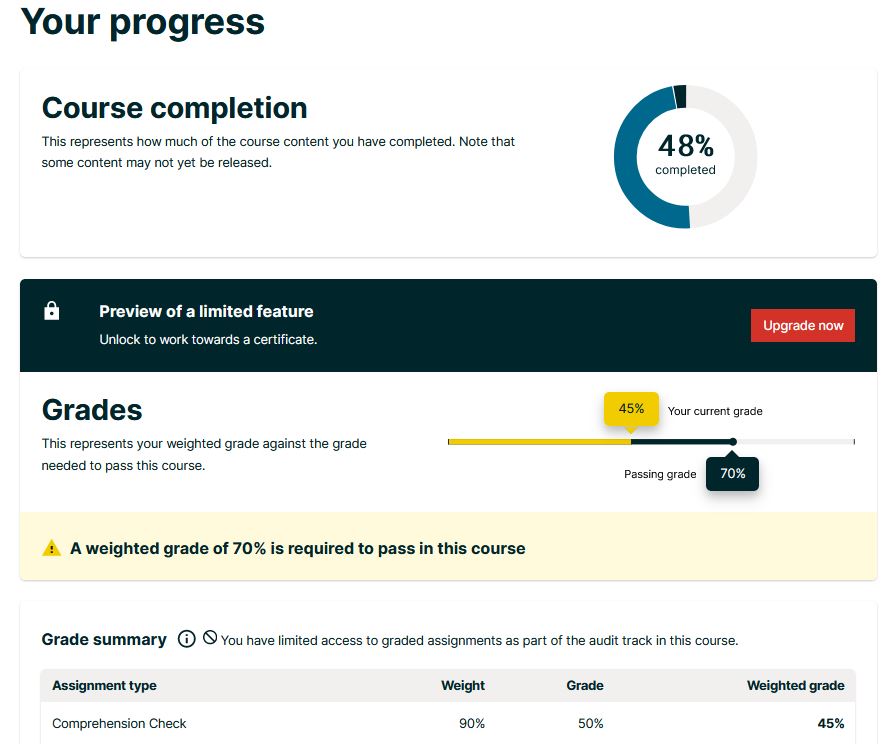 Your progress
Course completion
This represents how much of the course content you have completed. Note that
some content may not yet be released.
48%
completed
Preview of a limited feature
Unlock to work towards a certificate.
Upgrade now
Grades
This represents your weighted grade against the grade
needed to pass this course.
45%
Your current grade
Passing grade
70%
A weighted grade of 70% is required to pass in this course
Grade summary You have limited access to graded assignments as part of the audit track in this course.
Assignment type Weight Grade Weighted grade
Comprehension Check 90% 50% 45%